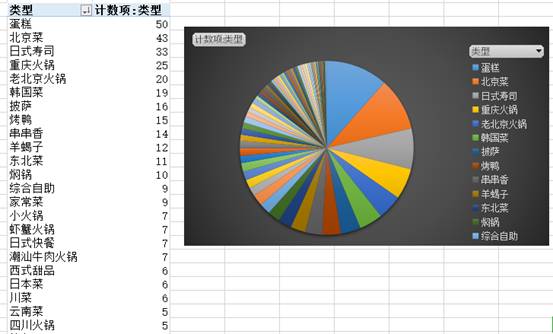 类型 计数项:类型
蛋糕 50
北京菜 43
日式寿司 33
重庆火锅 25
老北京火锅 20
韩国菜 19
披萨 16
烤鸭 15
串串香 14
羊蝎子 12
东北菜 11
焖锅 10
综合自助 9
家常菜 9
小火锅 7
虾蟹火锅 7
日式快餐 7
潮汕牛肉火锅 7
西式甜品 6
日本菜 6
川菜 6
云南菜 5
四川火锅 5
计数项:类型
类型
蛋糕
北京菜
日式寿司
重庆火锅
老北京火锅
韩国菜
披萨
烤鸭
串串香
羊蝎子
东北菜
焖锅
综合自助